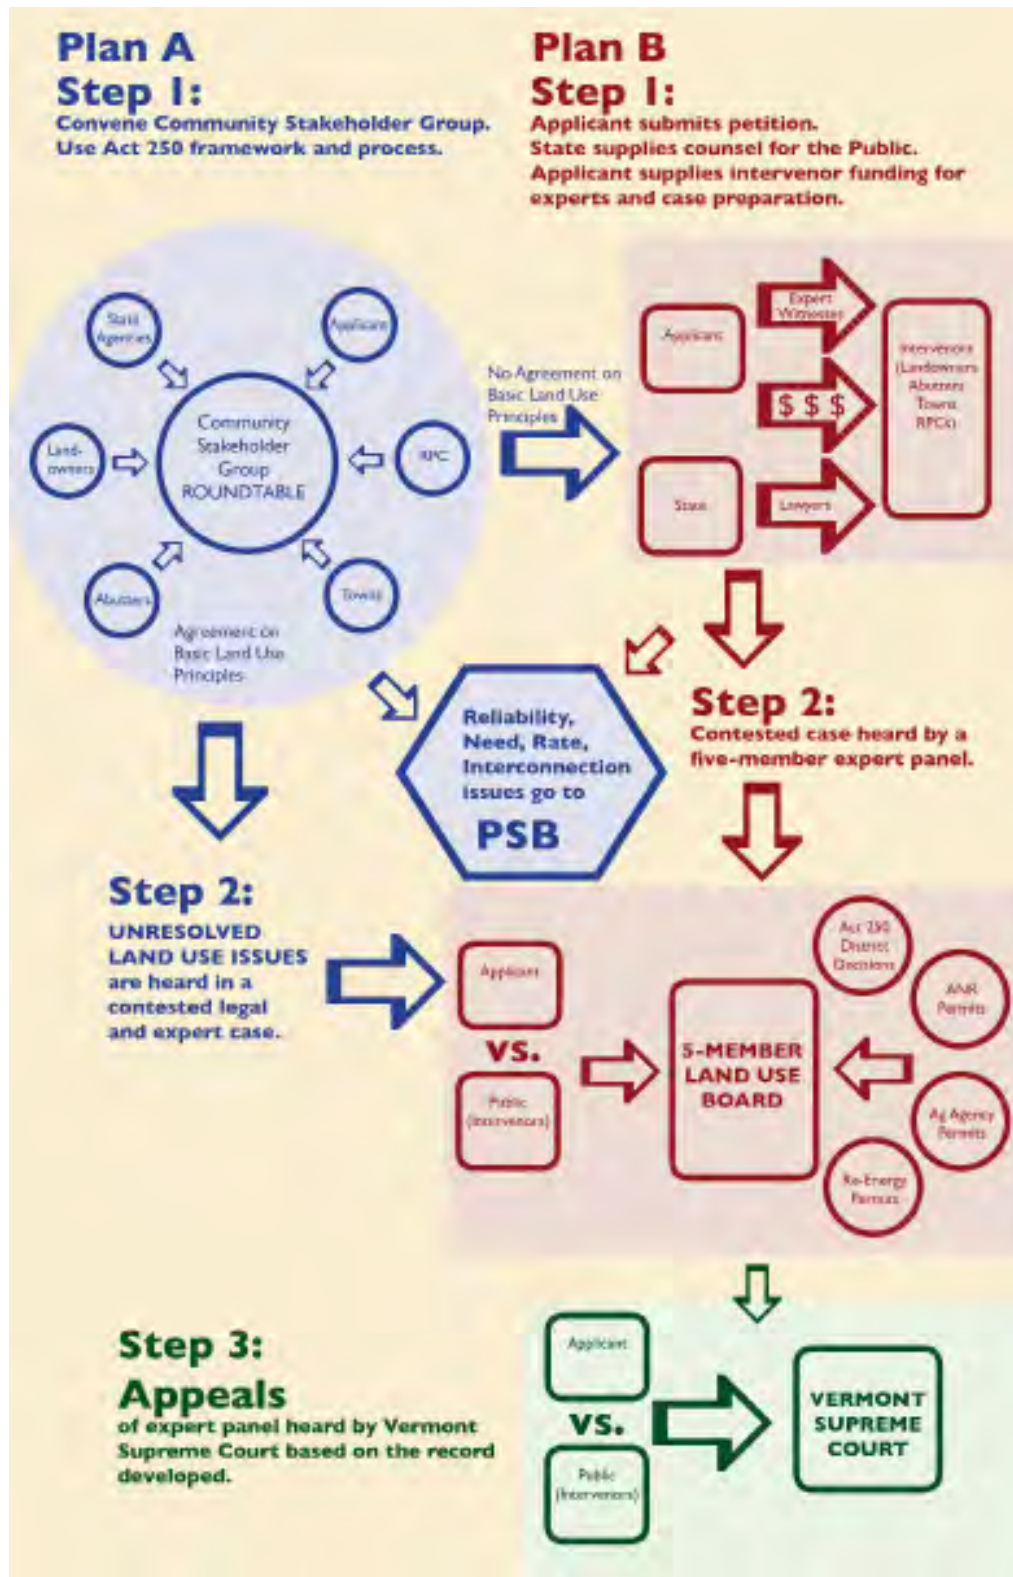 Plan A
Step 1:
Convene Community Stakeholder Group.
Use Act 250 framework and process.
Plan B
Step 1:
Applicant submits petition.
State supplies counsel for the Public.
Applicant supplies intervenor funding for
experts and case preparation.
State
Agencies
Applicant
Land-
owners
Community
Stakeholder
Group
ROUNDTABLE
RPC
Abutters
Towns
Agreement on
Basic Land Use
Principles
No Agreement on
Basic Land Use
Principles
Applicant
Expert
Witnesses
$ $ $
State
Lawyers
Intervenors
(Landowners
Abutters
Towns
RPCs)
Reliability,
Need, Rate,
Interconnection
issues go to
PSB
Step 2:
Contested case heard by a
five-member expert panel.
Step 2:
UNRESOLVED
LAND USE ISSUES
are heard in a
contested legal
and expert case.
Applicant
VS.
Public
(Intervenors)
5-MEMBER
LAND USE
BOARD
Act 250
District
Decisions
ANR
Permits
Ag Agency
Permits
Re-Energy
Permits
Step 3:
Appeals
of expert panel heard by Vermont
Supreme Court based on the record
developed.
Applicant
VS.
Public
(Intervenors)
VERMONT
SUPREME
COURT